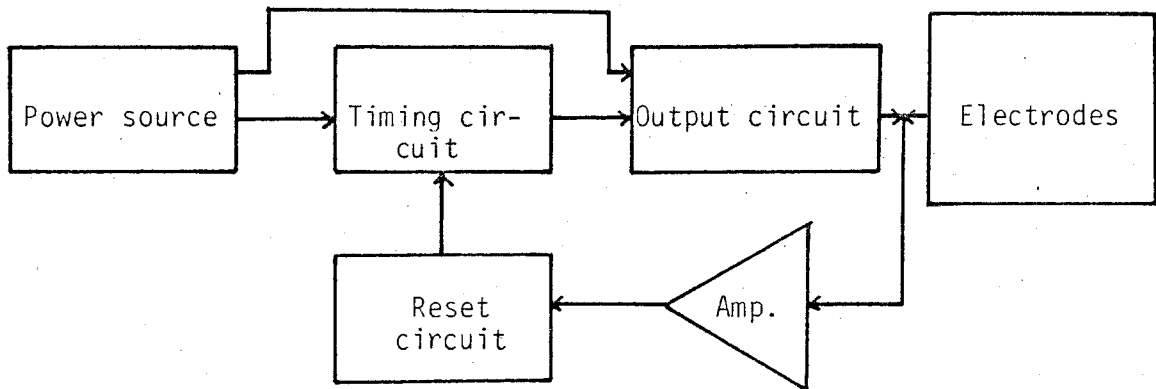 Power source
Timing cir-
cuit
Output circuit
Electrodes
Reset
circuit
Amp.